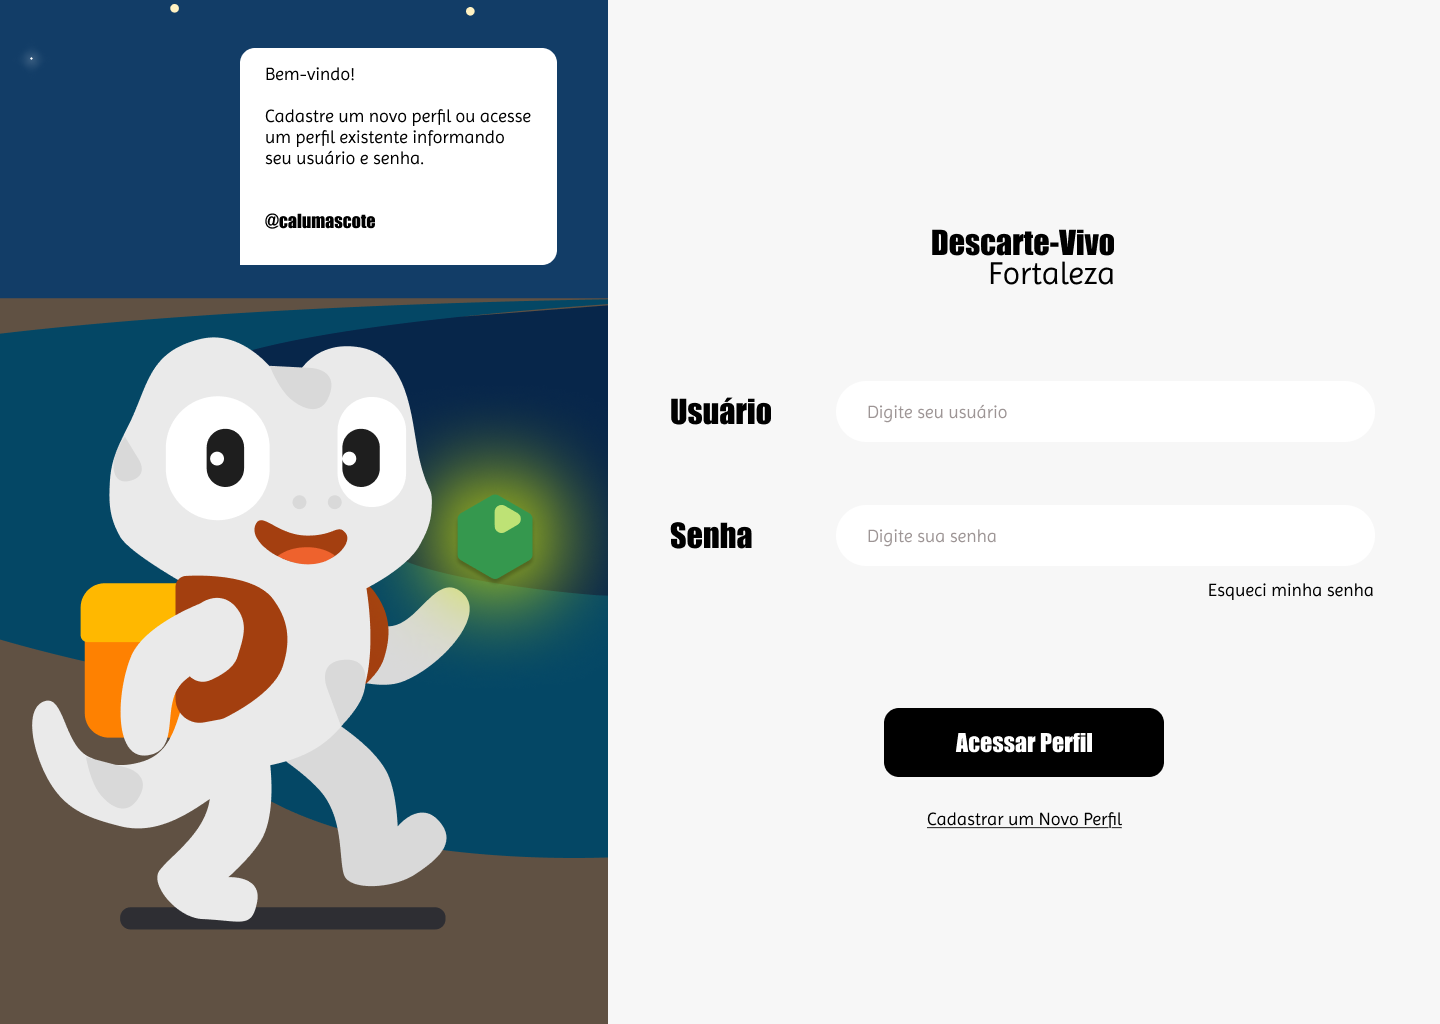 Bem-vindo!
Cadastre um novo perfil ou acesse
um perfil existente informando
seu usuário e senha.
@calumascote
Descarte-Vivo
Fortaleza
Usuário
Digite seu usuário
Senha
Digite sua senha
Esqueci minha senha
Acessar Perfil
Cadastrar um Novo Perfil